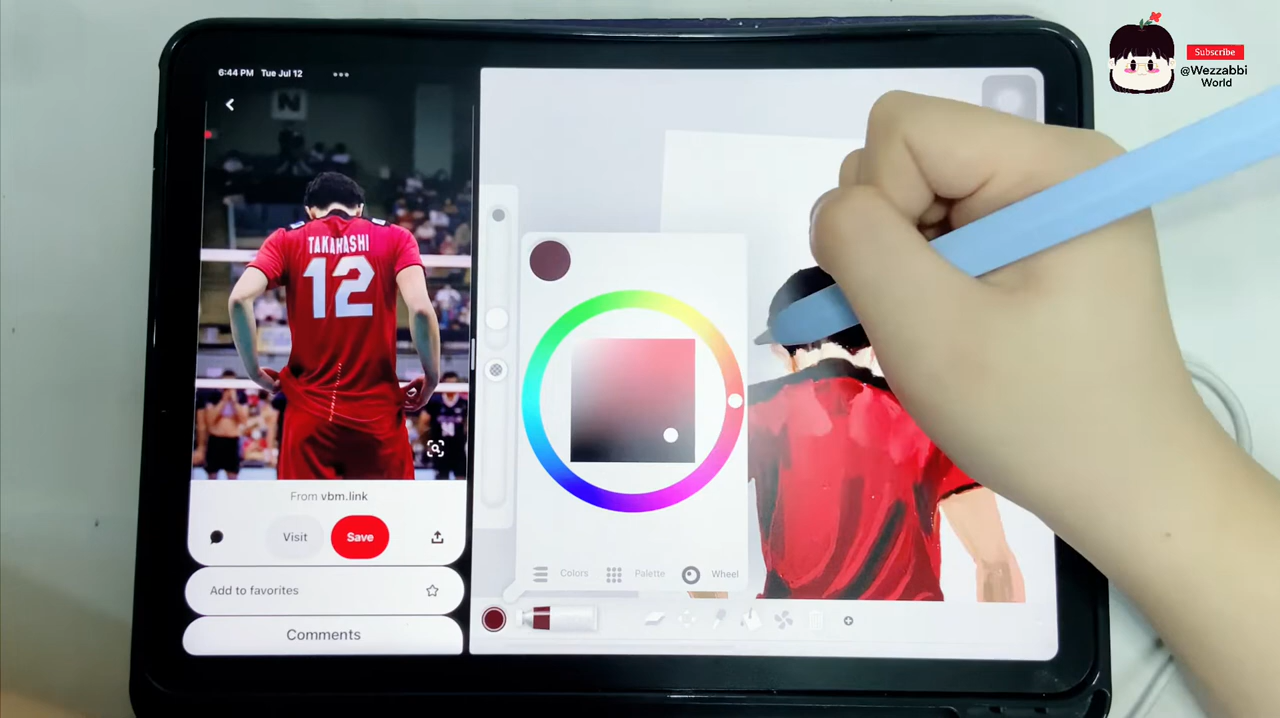 6:44 PM Tue Jul 12
N
TAKAHASHI
12
From vbm.link
Visit
Save
Add to favorites
Comments
Colors
Palette
Wheel
Subscribe
@Wezzabbi
World